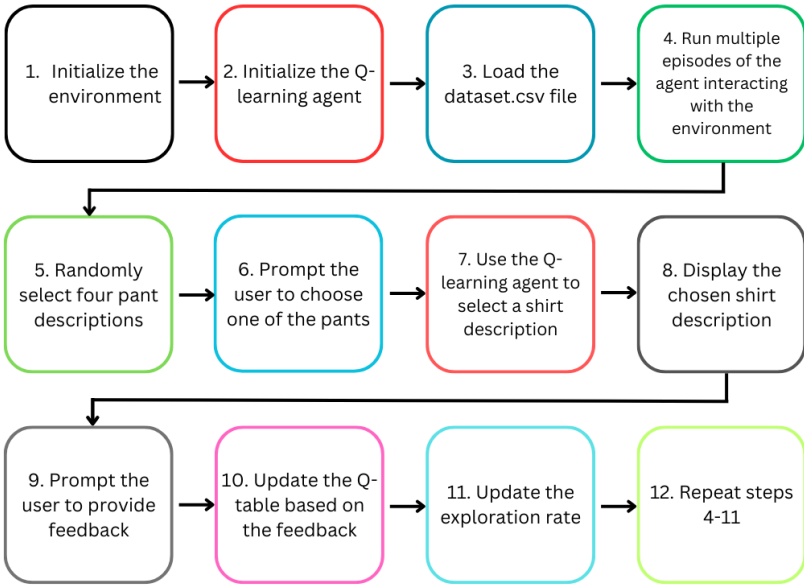 1. Initialize the
environment
2. Initialize the Q-
learning agent
3. Load the
dataset.csv file
4. Run multiple
episodes of the
agent interacting
with the
environment
5. Randomly
select four pant
descriptions
6. Prompt the
user to choose
one of the pants
7. Use the Q-
learning agent to
select a shirt
description
8. Display the
chosen shirt
description
9. Prompt the
user to provide
feedback
10. Update the Q-
table based on
the feedback
11. Update the
exploration rate
12. Repeat steps
4-11